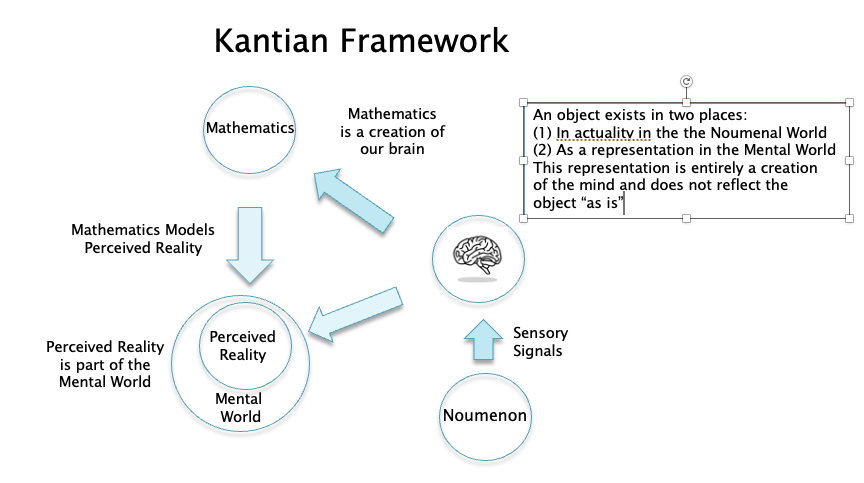 Kantian Framework
Mathematics
Mathematics
is a creation of
our brain
An object exists in two places:
(1) In actuality in the the Noumenal World
(2) As a representation in the Mental World
This representation is entirely a creation
of the mind and does not reflect the
object “as is”
Mathematics Models
Perceived Reality
Perceived Reality
is part of the
Mental World
Perceived
Reality
Mental
World
Sensory
Signals
Noumenon